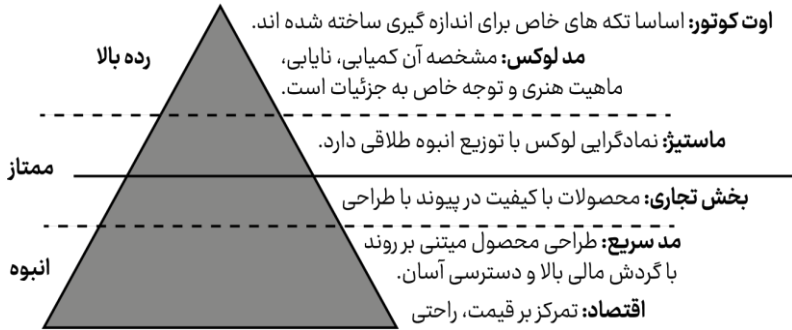 اوت کوتور: اساسا تکه های خاص برای اندازه گیری ساخته شده اند.
رده بالا
مد لوکس: مشخصه آن کمیابی، نایابی،
ماهیت هنری و توجه خاص به جزئیات است.
ماستیژ: نمادگرایی لوکس با توزیع انبوه طلاقی دارد.
ممتاز
بخش تجاری: محصولات با کیفیت در پیوند با طراحی
مد سریع: طراحی محصول میتنی بر روند
با گردش مالی بالا و دسترسی آسان.
انبوه
اقتصاد: تمرکز بر قیمت، راحتی